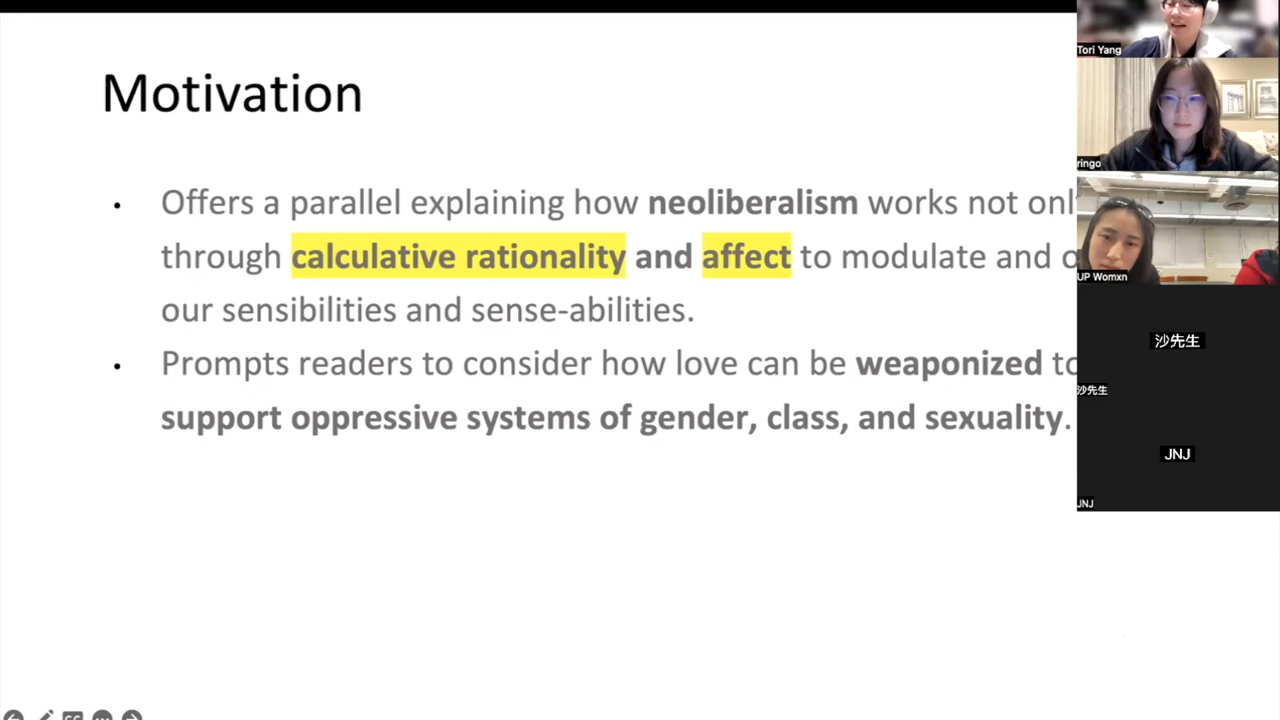 Motivation
• Offers a parallel explaining how neoliberalism works not
through calculative rationality and affect to modulate and
our sensibilities and sense-abilities.
• Prompts readers to consider how love can be weaponized
support oppressive systems of gender, class, and sexuality.
Tori Yang
ringo
UP Womxn
沙先生
沙先生
JNJ
JNJ